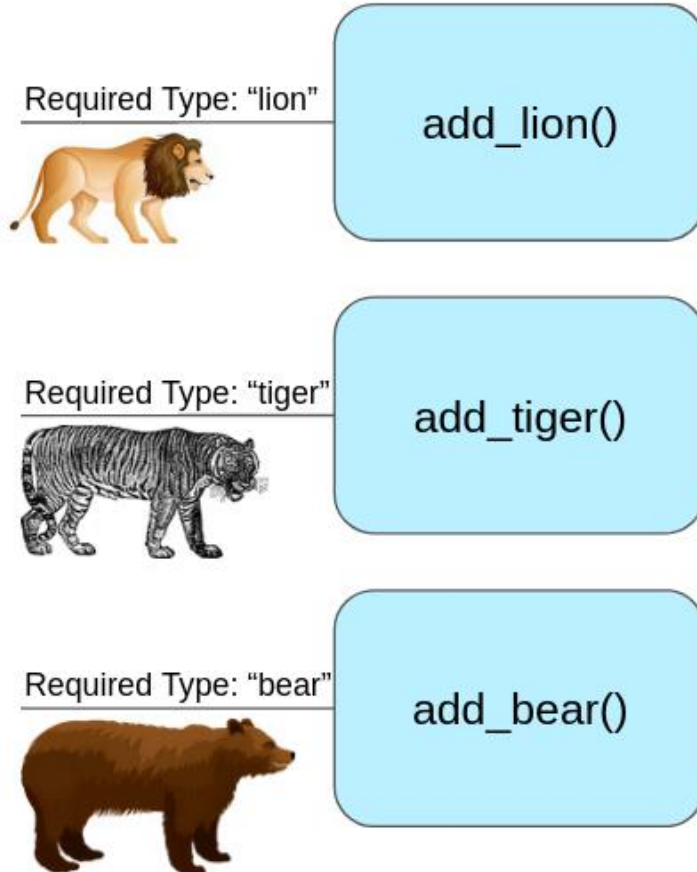 Required Type: “lion”
add_lion()
Required Type: “tiger”
add_tiger()
Required Type: “bear”
add_bear()